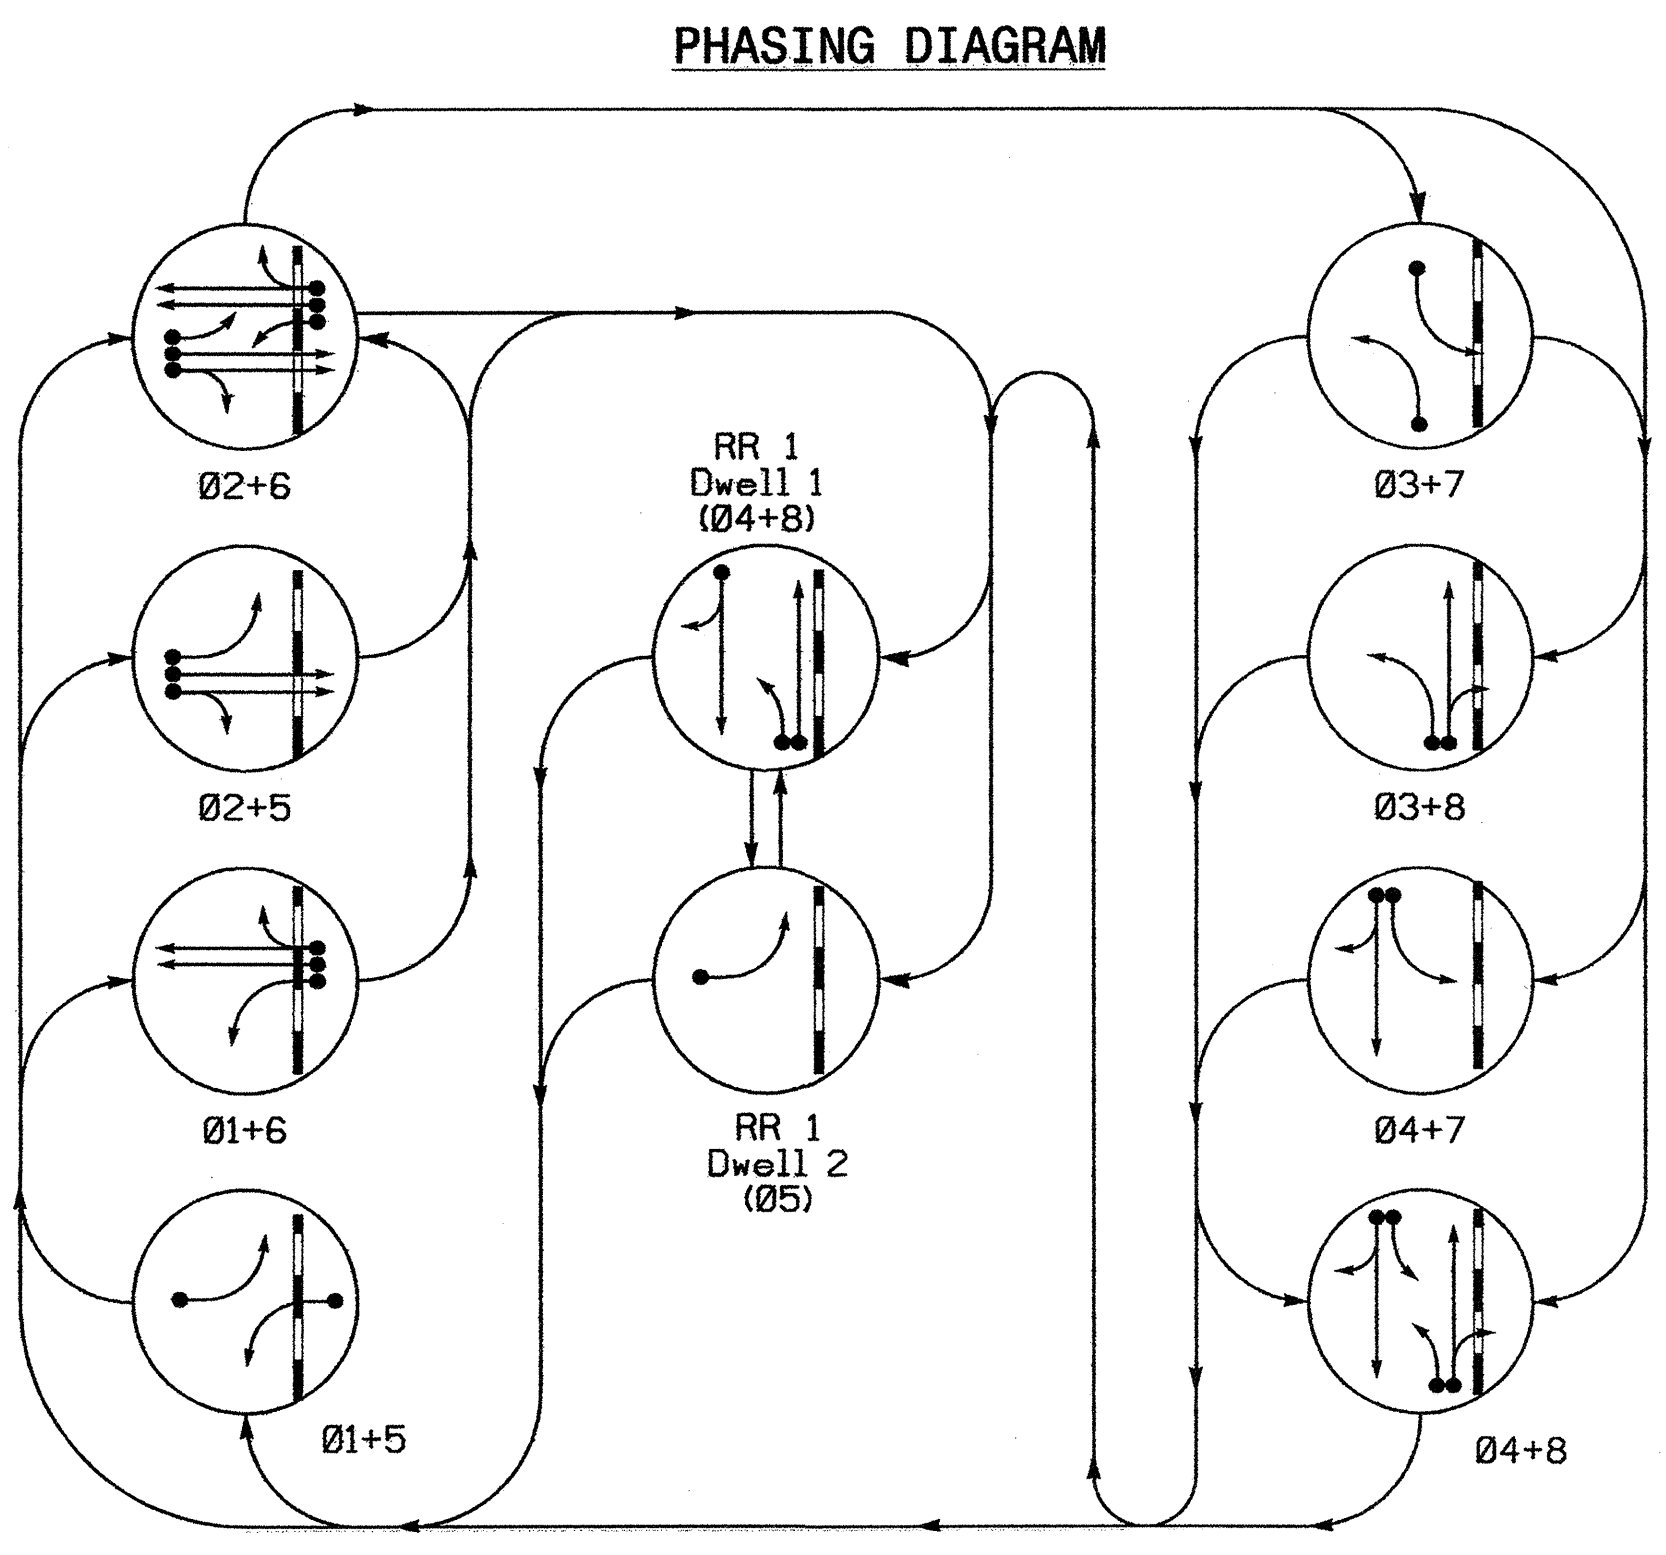 PHASING DIAGRAM
Ø2+6
Ø3+7
RR 1
Dwell 1
(Ø4+8)
Ø2+5
Ø3+8
Ø1+6
RR 1
Dwell 2
(Ø5)
Ø4+7
Ø1+5
Ø4+8